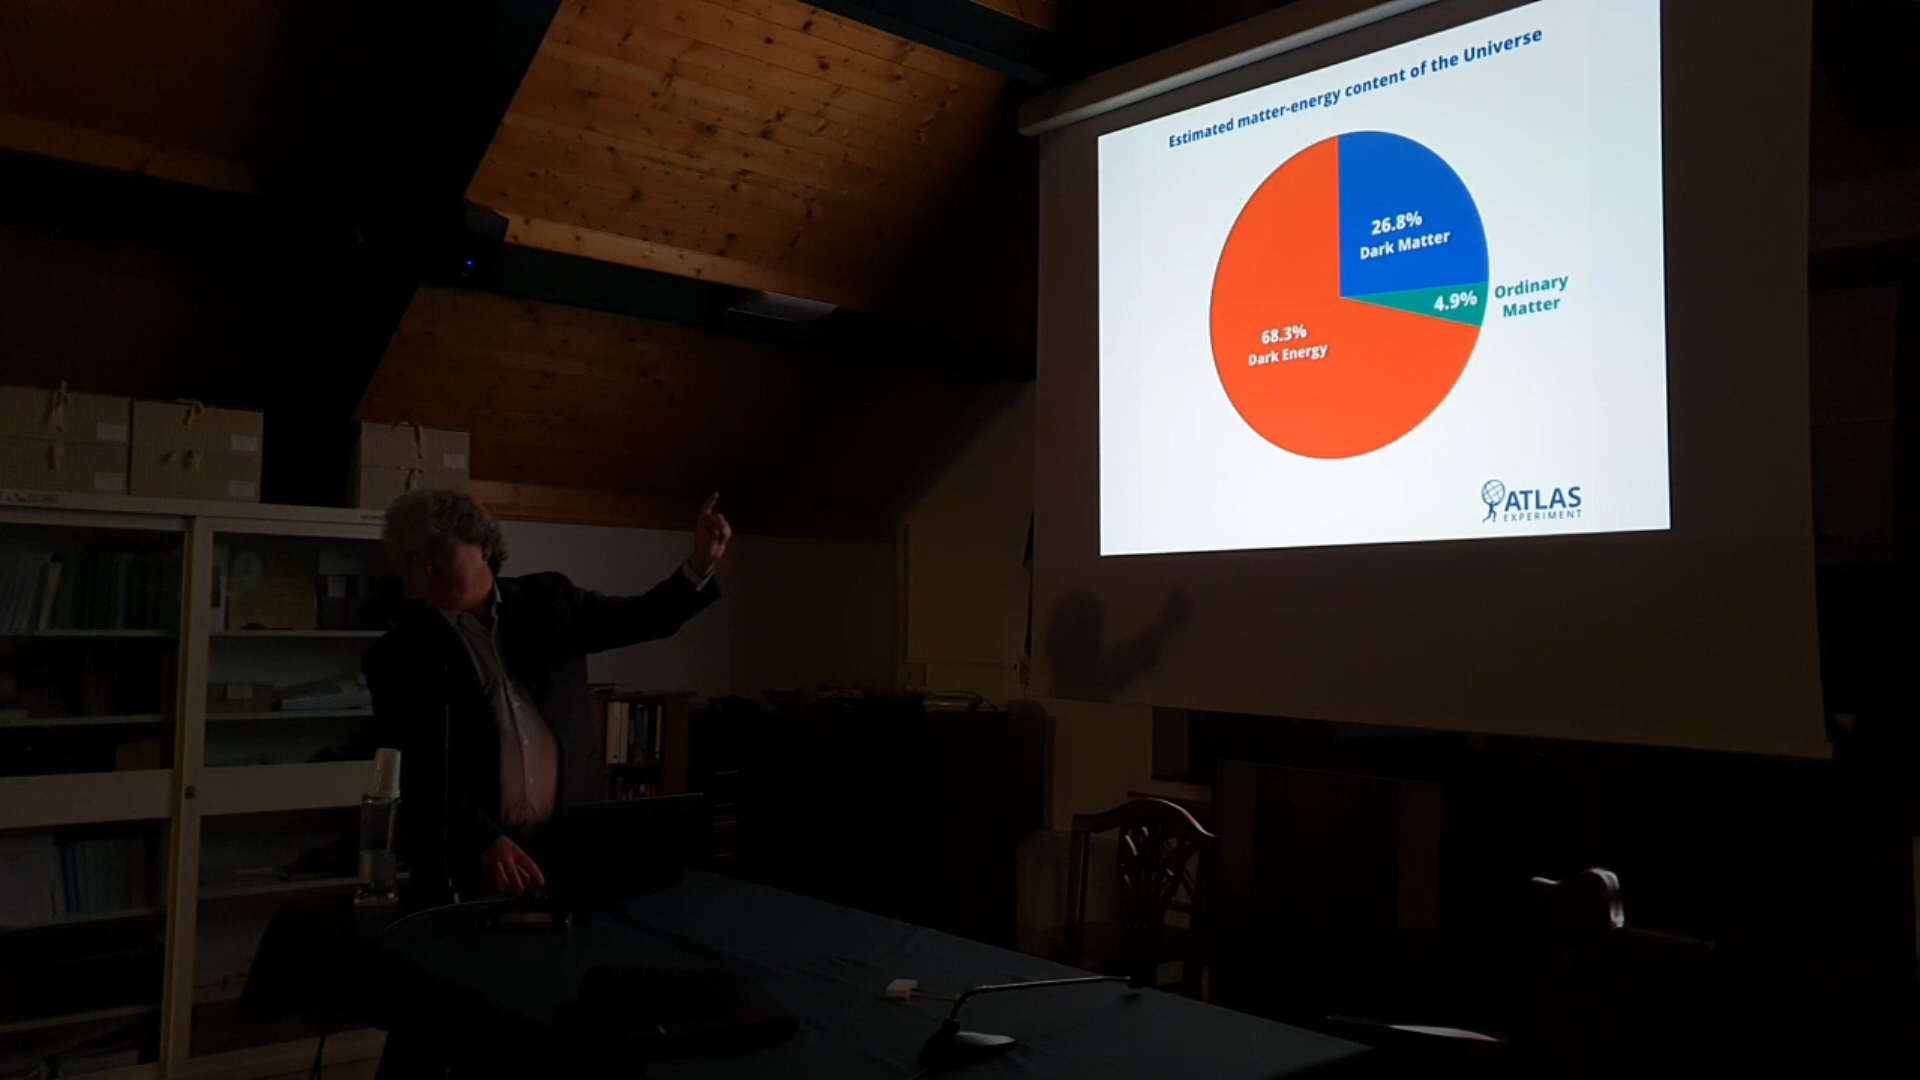 Estimated matter-energy content of the Universe
26.8%
Dark Matter
4.9%
Ordinary
Matter
68.3%
Dark Energy
ATLAS
EXPERIMENT